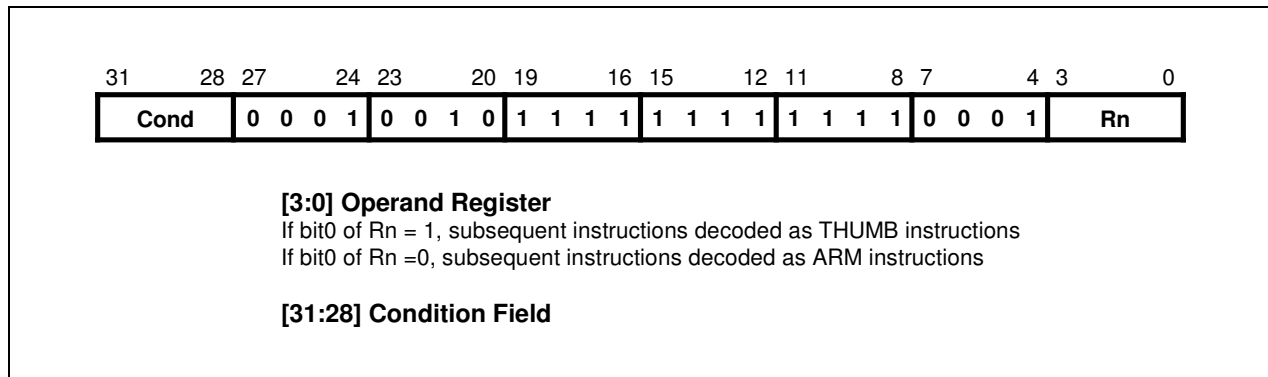 31 28 27 24 23 20 19 16 15 12 11 8 7 4 3 0
Cond 0 0 0 1 0 0 1 0 1 1 1 1 1 1 1 1 1 1 1 1 0 0 0 1 Rn
[3:0] Operand Register
If bit0 of Rn = 1, subsequent instructions decoded as THUMB instructions
If bit0 of Rn =0, subsequent instructions decoded as ARM instructions
[31:28] Condition Field